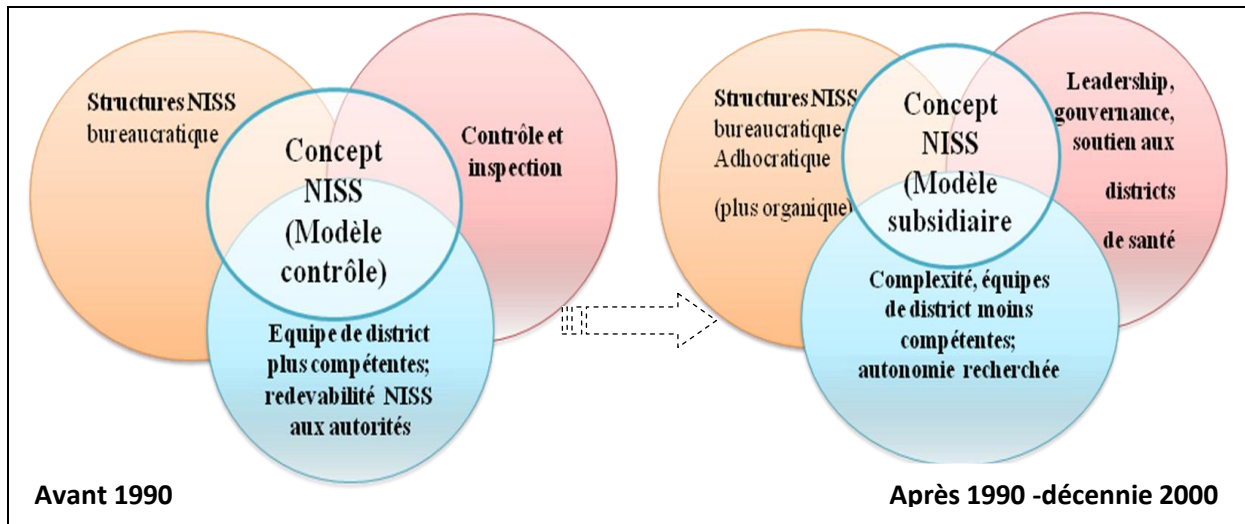 Structures NISS
bureaucratique
Concept
NISS
(Modèle
contrôle)
Contrôle et
inspection
Equipe de district
plus compétentes;
redevabilité NISS
aux autorités
Avant 1990
Structures NISS
bureaucratique-
Adhocratique
(plus organique)
Concept
NISS
(Modèle
subsidiaire
Leadership,
gouvernance,
soutien aux
districts
de santé
Complexité, équipes
de district moins
compétentes;
autonomie recherchée
Après 1990 -décennie 2000